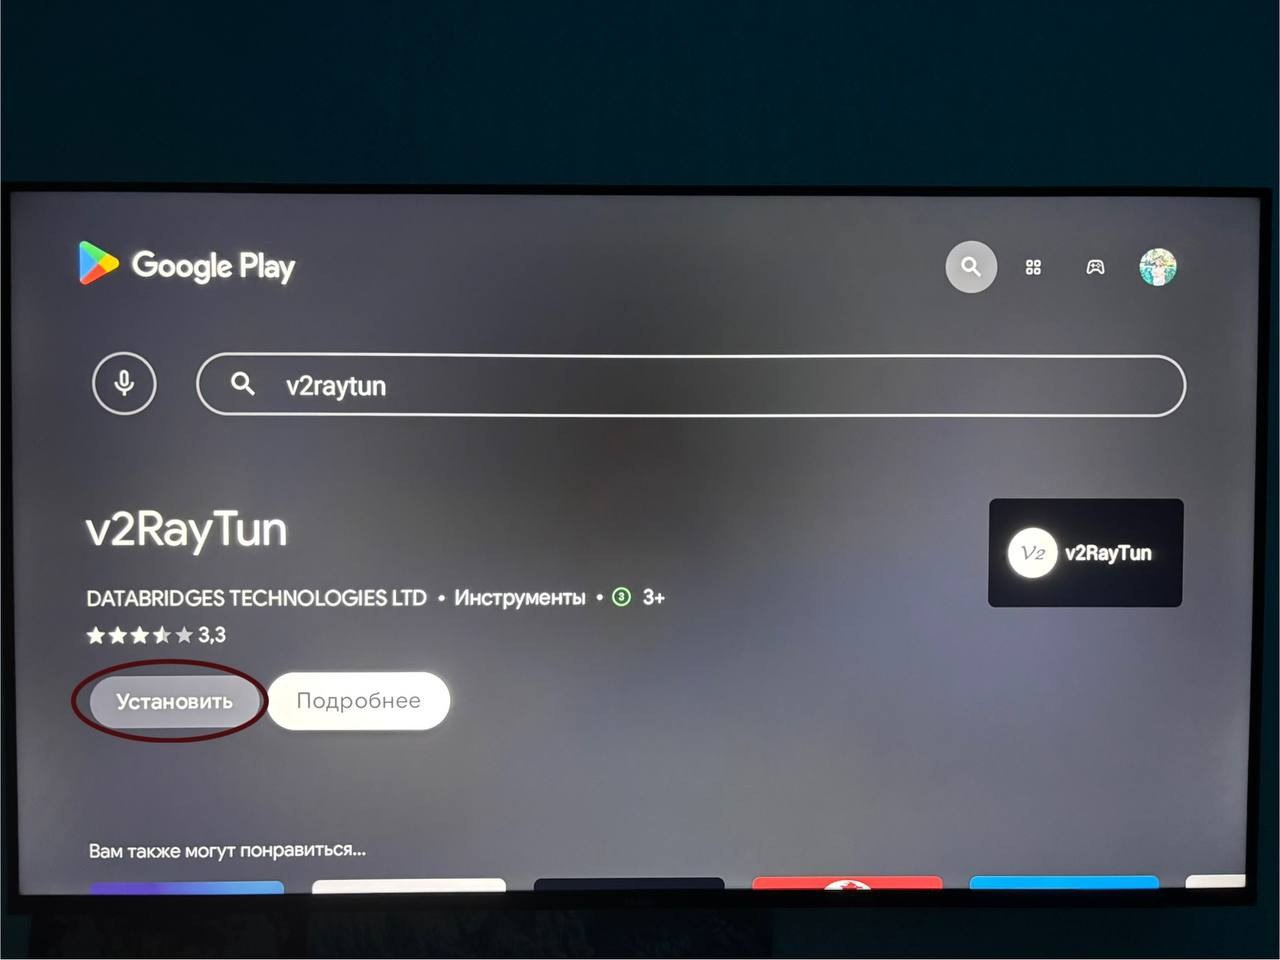 Google Play
v2raytun
v2RayTun
V2 v2RayTun
DATABRIDGES TECHNOLOGIES LTD • Инструменты • 3 3+
3,3
Установить Подробнее
Вам также могут понравиться...